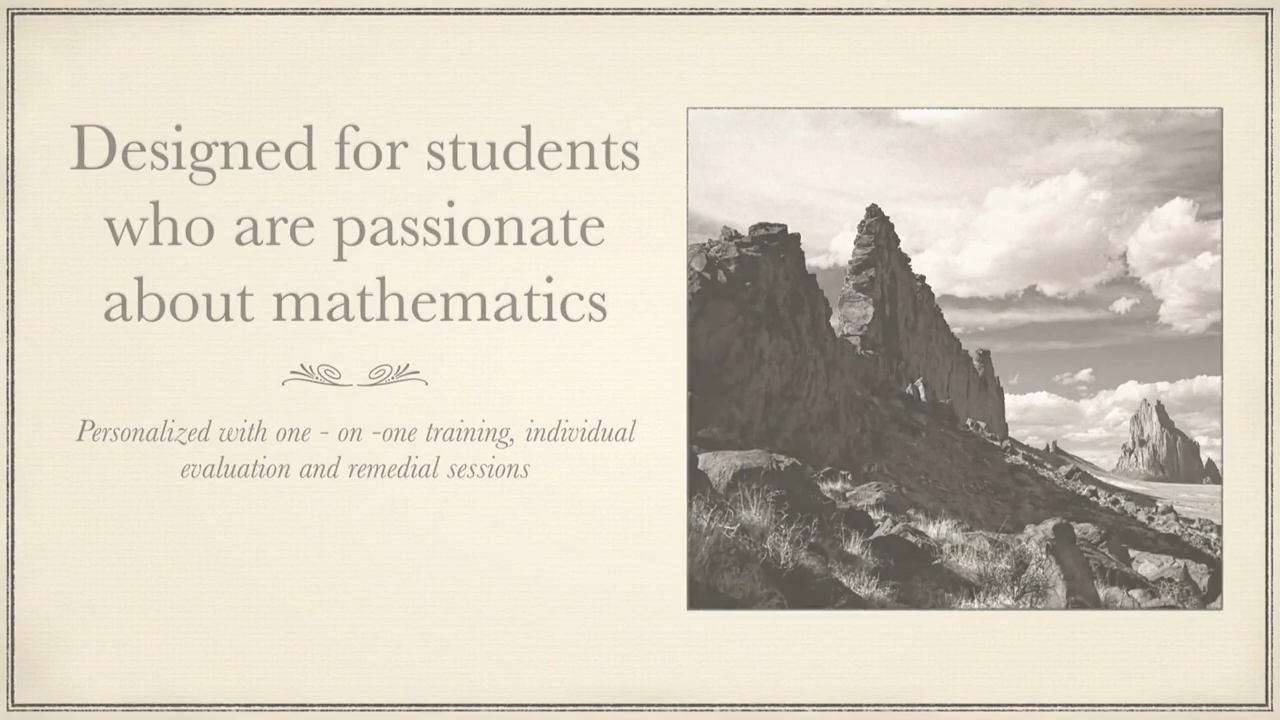 Designed for students
who are passionate
about mathematics
Personalized with one - on -one training, individual
evaluation and remedial sessions